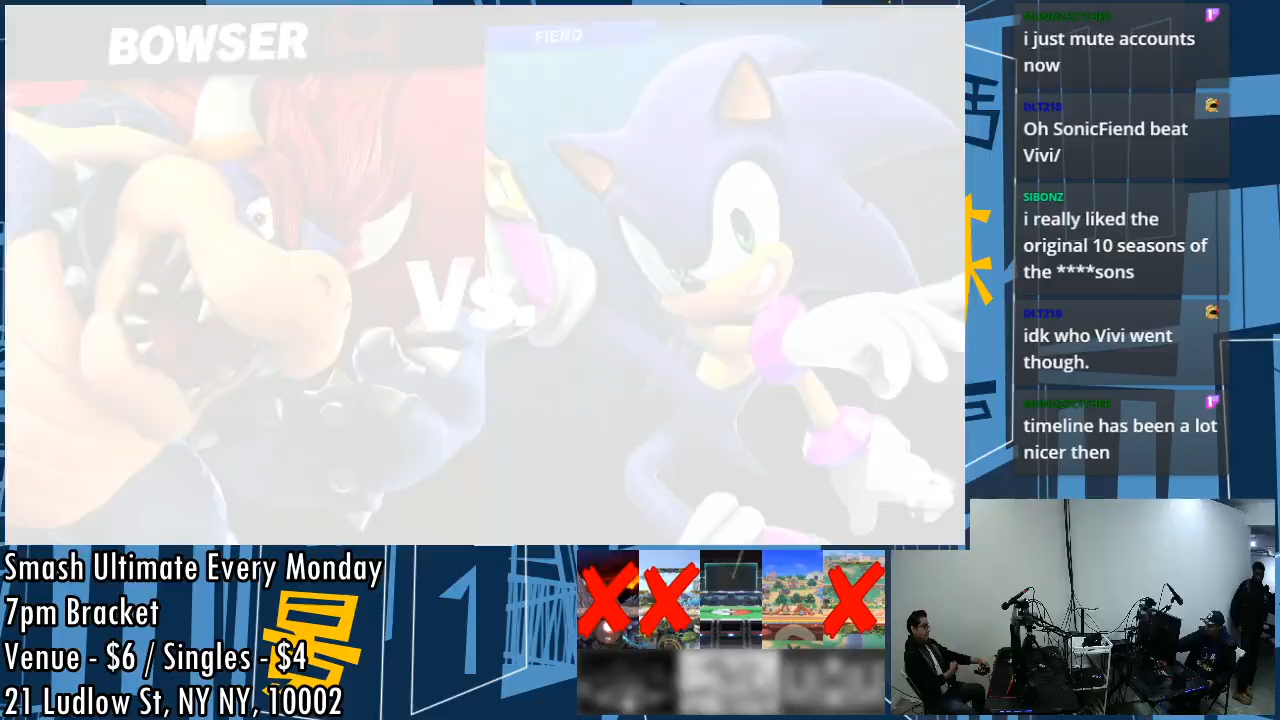 BOWSER
FIEND
Vs.
i just mute accounts
now
DLT210
Oh SonicFiend beat
Vivi/
SIBONZ
i really liked the
original 10 seasons of
the ****sons
DLT210
idk who Vivi went
though.
timeline has been a lot
nicer then
Smash Ultimate Every Monday
7pm Bracket
Venue - $6 / Singles - $4
21 Ludlow St, NY NY, 10002